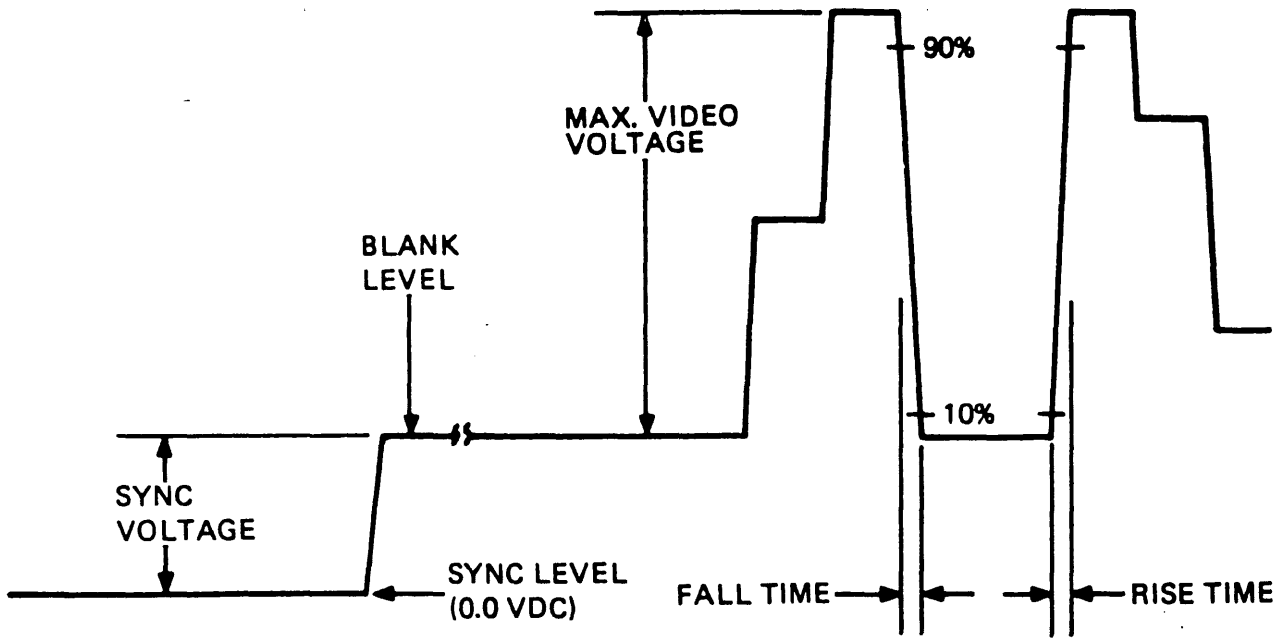 90%
MAX. VIDEO
VOLTAGE
BLANK
LEVEL
10%
SYNC
VOLTAGE
SYNC LEVEL
(0.0 VDC)
FALL TIME
RISE TIME